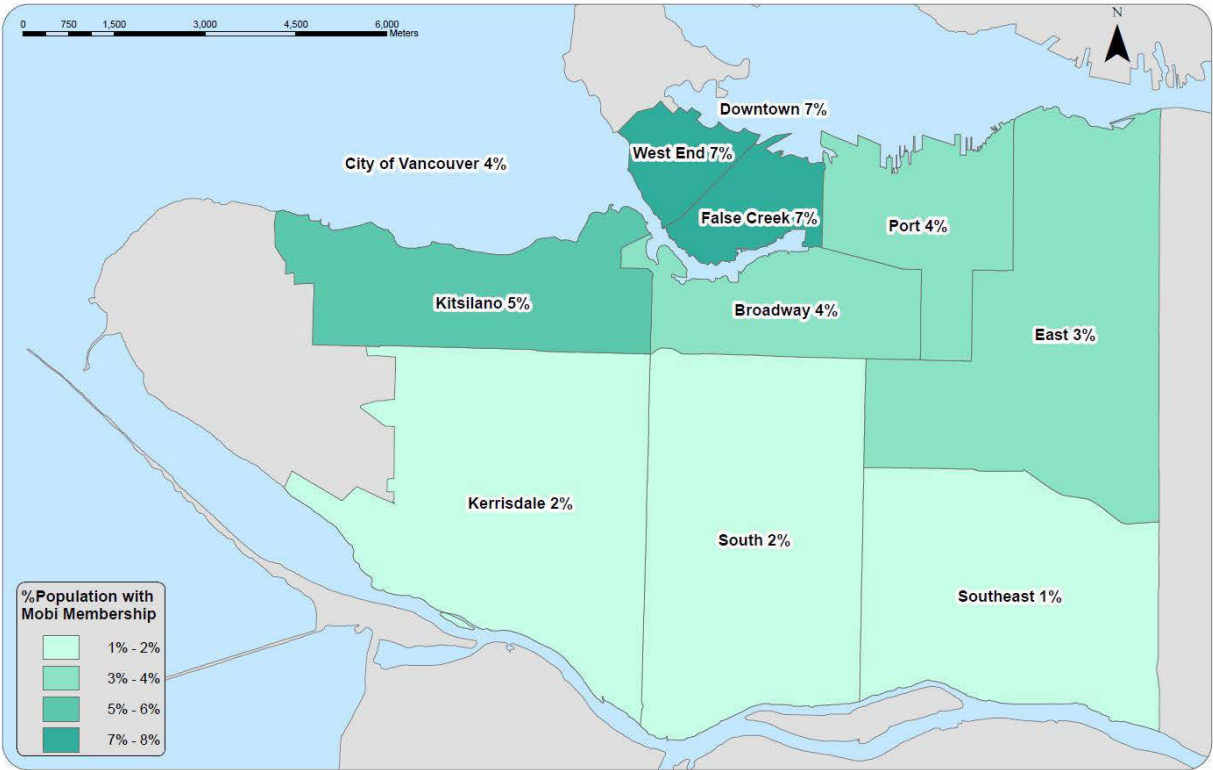 0 750 1,500 3,000 4,500 6,000
Meters
N
Downtown 7%
West End 7%
City of Vancouver 4%
False Creek 7%
Port 4%
Kitsilano 5%
Broadway 4%
East 3%
Kerrisdale 2%
South 2%
Southeast 1%
%Population with
Mobi Membership
1% - 2%
3% - 4%
5% - 6%
7% - 8%